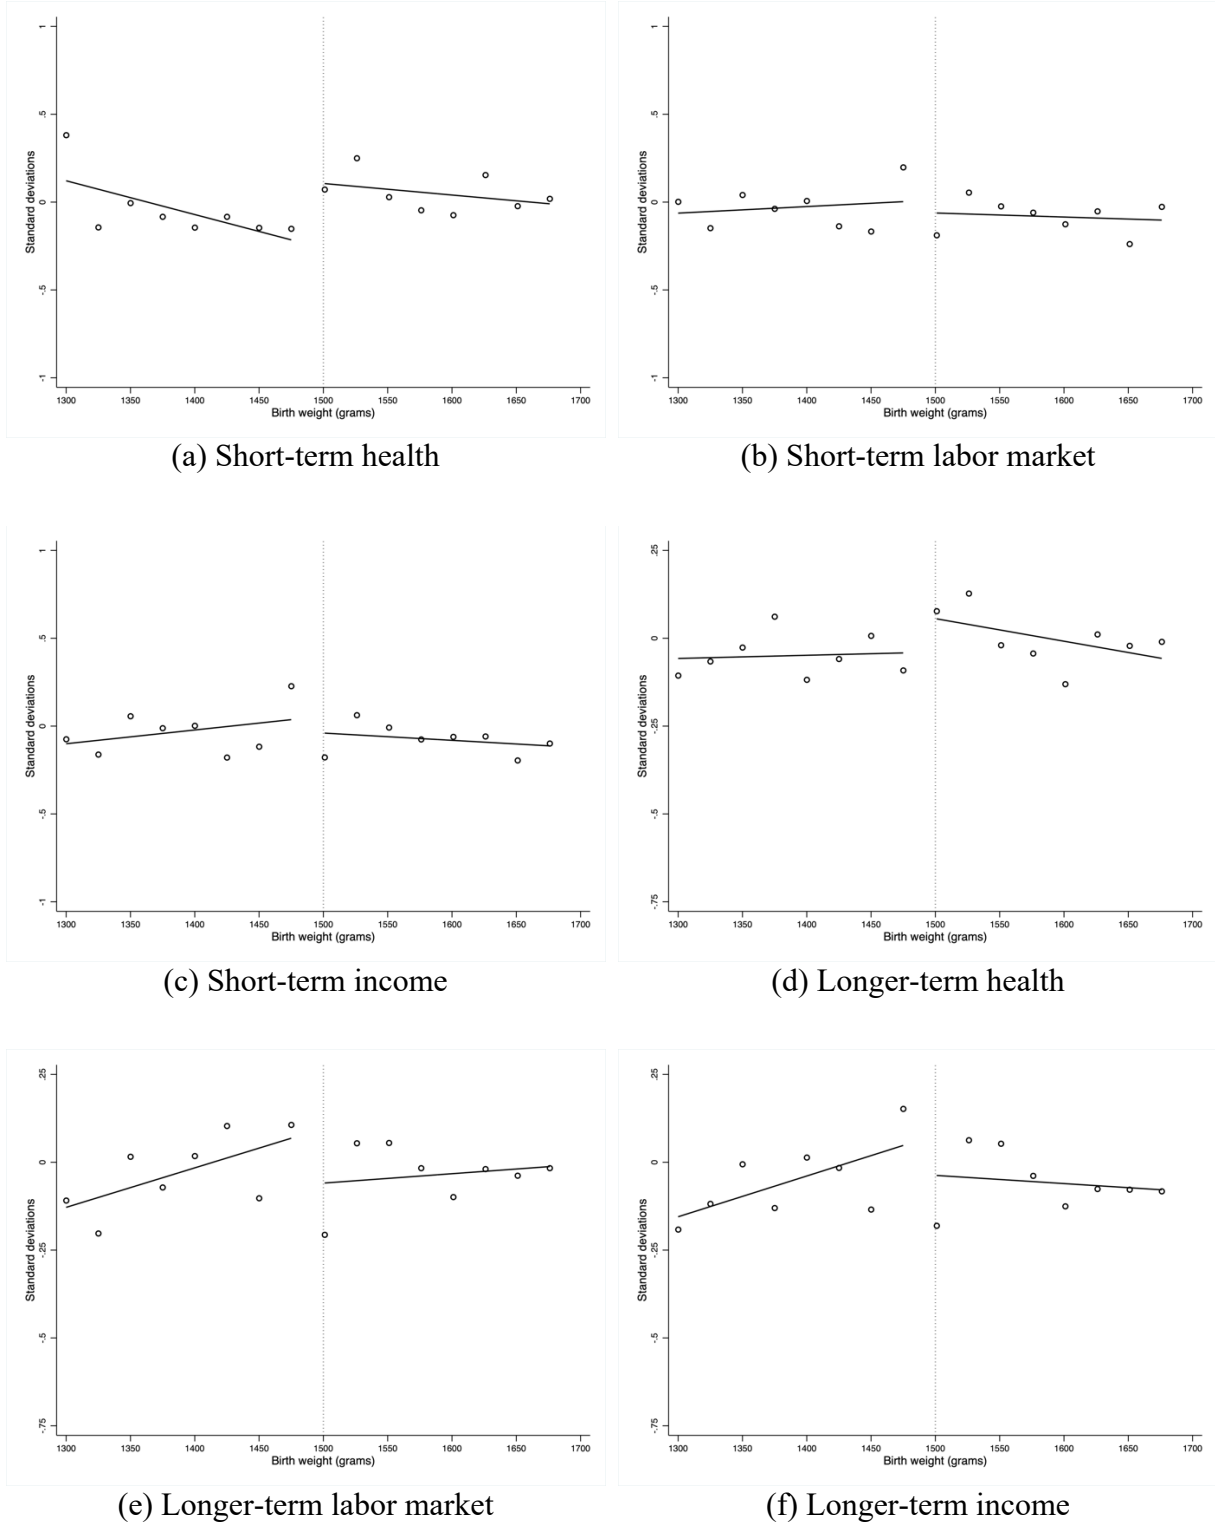 Standard deviations
1
.5
0
-.5
-1
1300 1350 1400 1450 1500 1550 1600 1650 1700
Birth weight (grams)
(a) Short-term health
Standard deviations
1
.5
0
-.5
-1
1300 1350 1400 1450 1500 1550 1600 1650 1700
Birth weight (grams)
(b) Short-term labor market
Standard deviations
1
.5
0
-.5
-1
1300 1350 1400 1450 1500 1550 1600 1650 1700
Birth weight (grams)
(c) Short-term income
Standard deviations
.25
0
-.25
-.5
-.75
1300 1350 1400 1450 1500 1550 1600 1650 1700
Birth weight (grams)
(d) Longer-term health
Standard deviations
.25
0
-.25
-.5
-.75
1300 1350 1400 1450 1500 1550 1600 1650 1700
Birth weight (grams)
(e) Longer-term labor market
Standard deviations
.25
0
-.25
-.5
-.75
1300 1350 1400 1450 1500 1550 1600 1650 1700
Birth weight (grams)
(f) Longer-term income